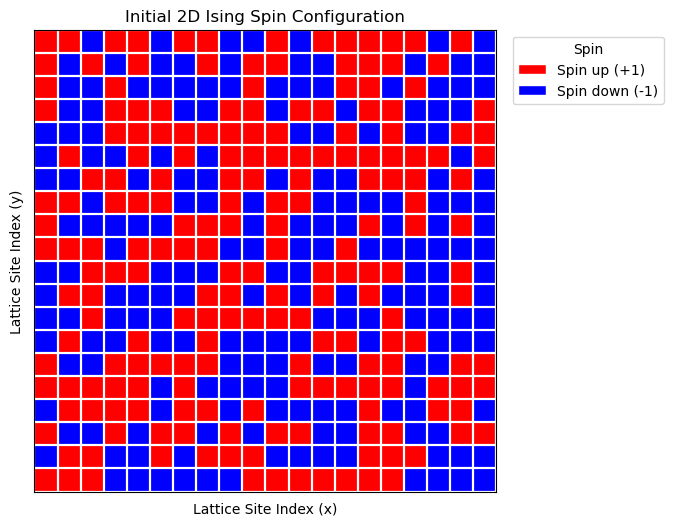 Initial 2D Ising Spin Configuration
Spin
Spin up (+1)
Spin down (-1)
Lattice Site Index (y)
Lattice Site Index (x)